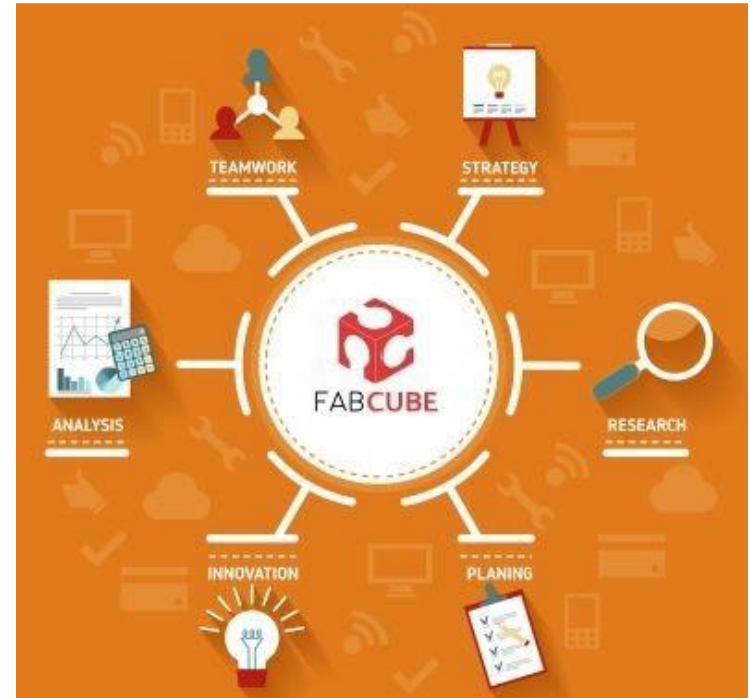 TEAMWORK
STRATEGY
FABCUBE
ANALYSIS
RESEARCH
INNOVATION
PLANING